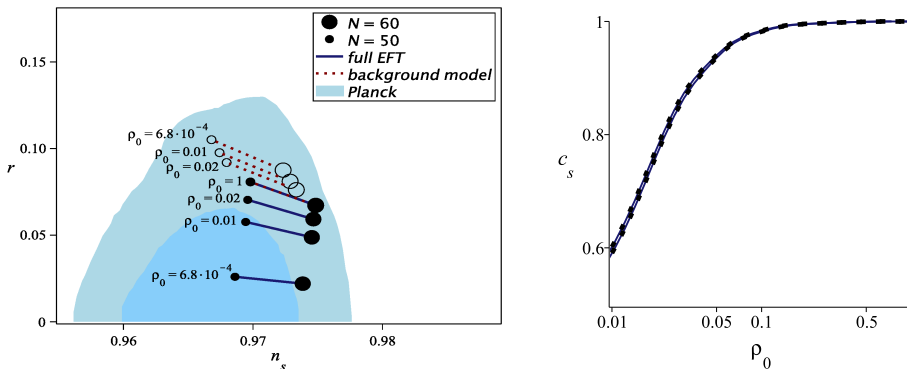 N = 60
N = 50
full EFT
background model
Planck
0.15
0.10
0.05
0
r
ρ₀ = 6.8·10⁻⁴
ρ₀ = 0.01
ρ₀ = 0.02
ρ₀ = 1
ρ₀ = 0.02
ρ₀ = 0.01
ρ₀ = 6.8·10⁻⁴
0.96 0.97 0.98
nₛ
1
0.8
0.6
cₛ
0.01 0.05 0.1 0.5
ρ₀